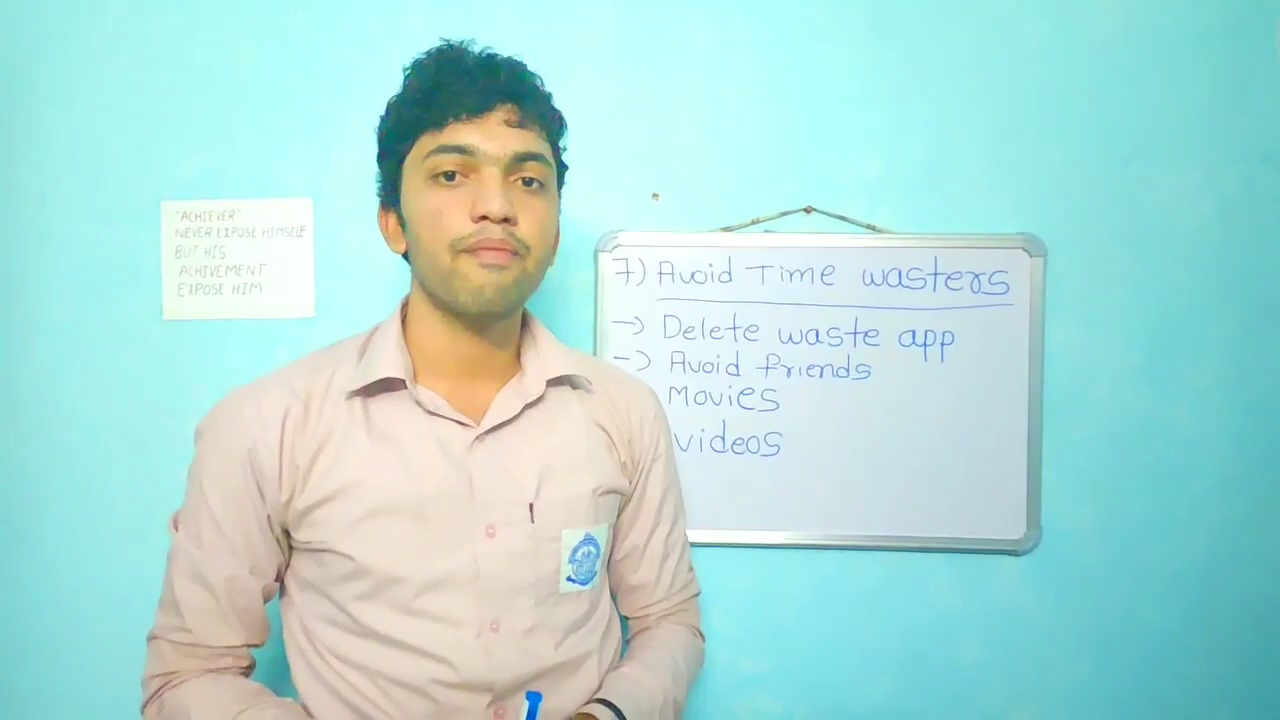 "ACHIEVER"
NEVER EXPOSE HIMSELF
BUT HIS
ACHIVEMENT
EXPOSE HIM
7) Avoid Time wasters
→ Delete waste app
→ Avoid friends
Movies
videos